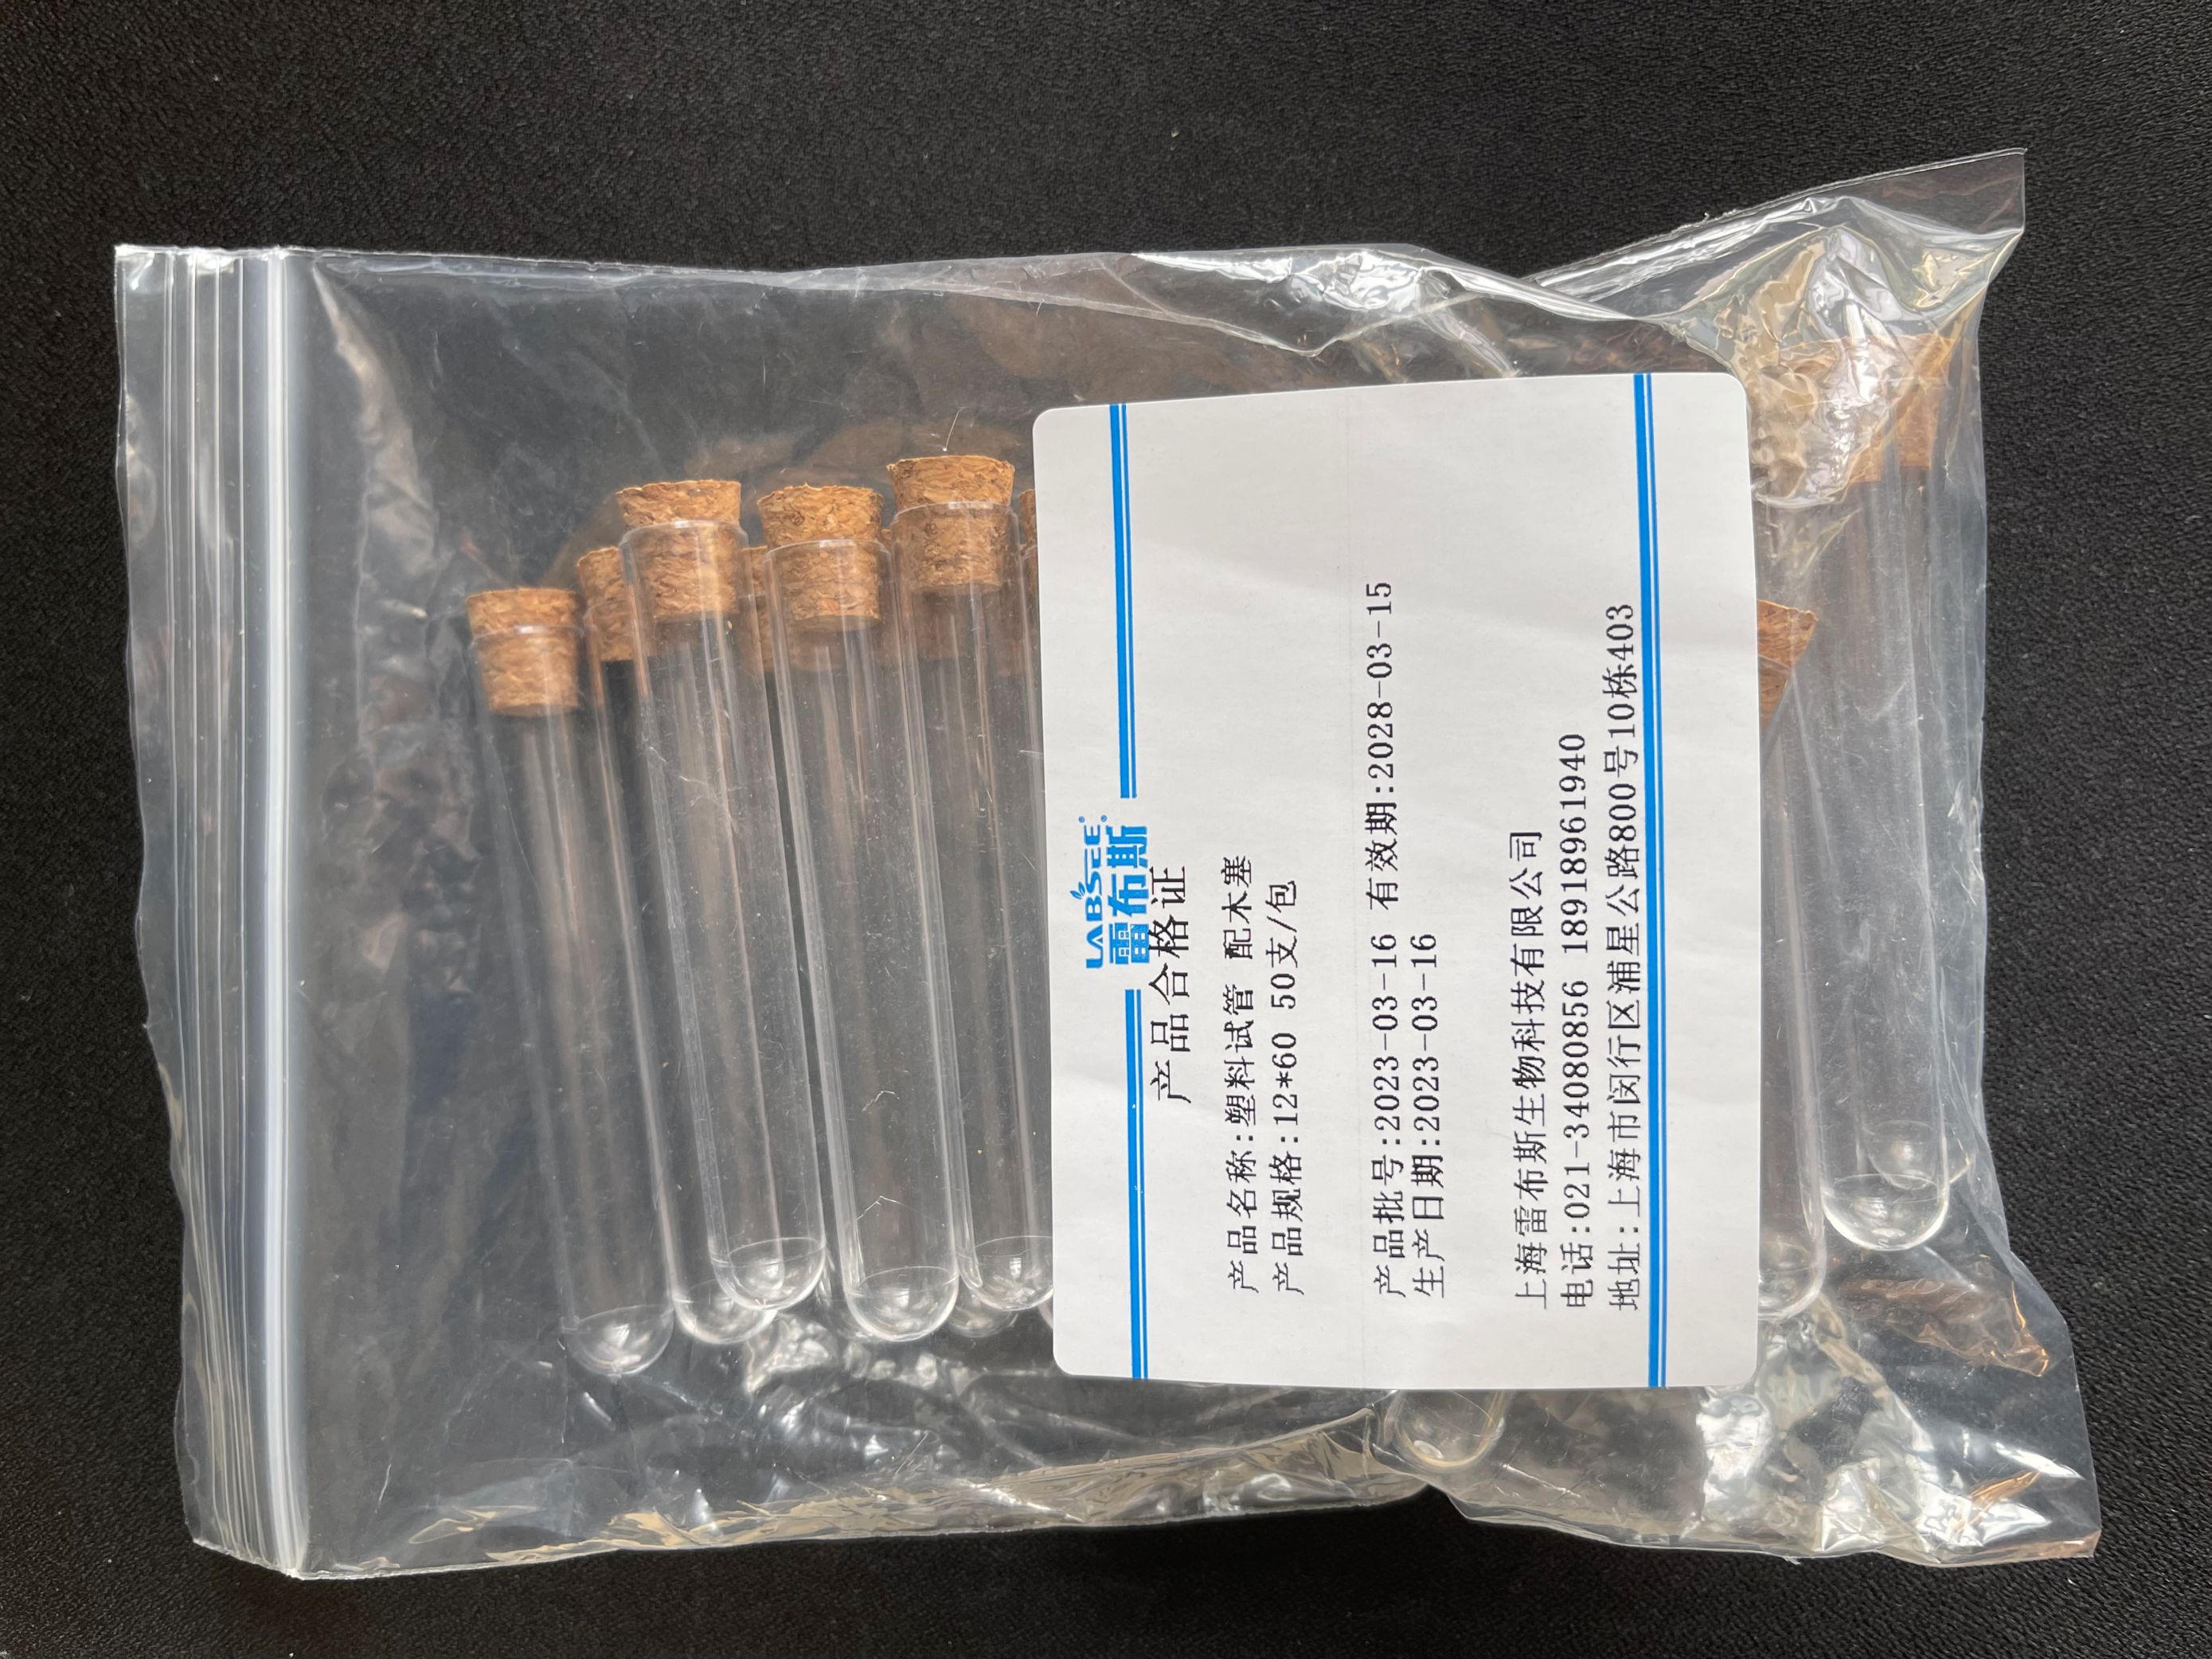 LABSEE®
雷布斯®
产品合格证
产品名称:塑料试管 配木塞
产品规格:12*60 50支/包
产品批号:2023-03-16 有效期:2028-03-15
生产日期:2023-03-16
上海雷布斯生物科技有限公司
电话:021-34080856 18918961940
地址:上海市闵行区浦星公路800号10栋403